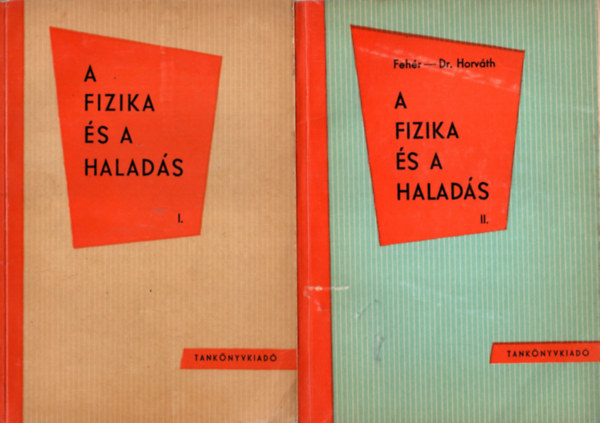 A
FIZIKA
ÉS A
HALADÁS
I.
TANKÖNYVKIADÓ
Fehér — Dr. Horváth
A
FIZIKA
ÉS A
HALADÁS
II.
TANKÖNYVKIADÓ